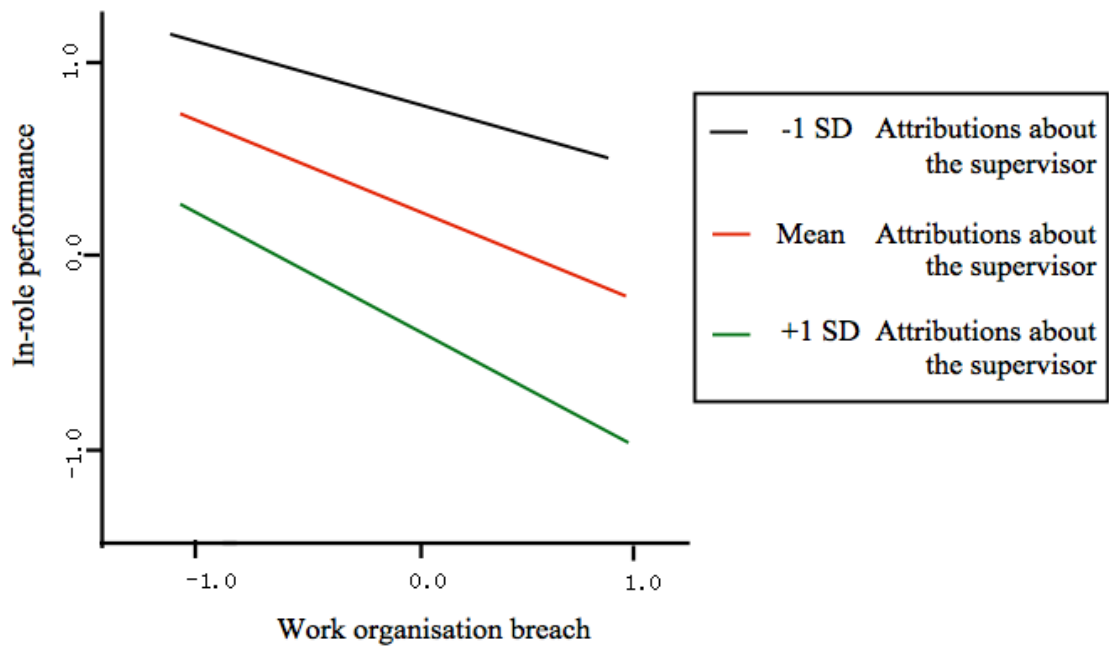 1.0
0.0
-1.0
In-role performance
-1.0
0.0
1.0
Work organisation breach
-1 SD Attributions about
the supervisor
Mean Attributions about
the supervisor
+1 SD Attributions about
the supervisor